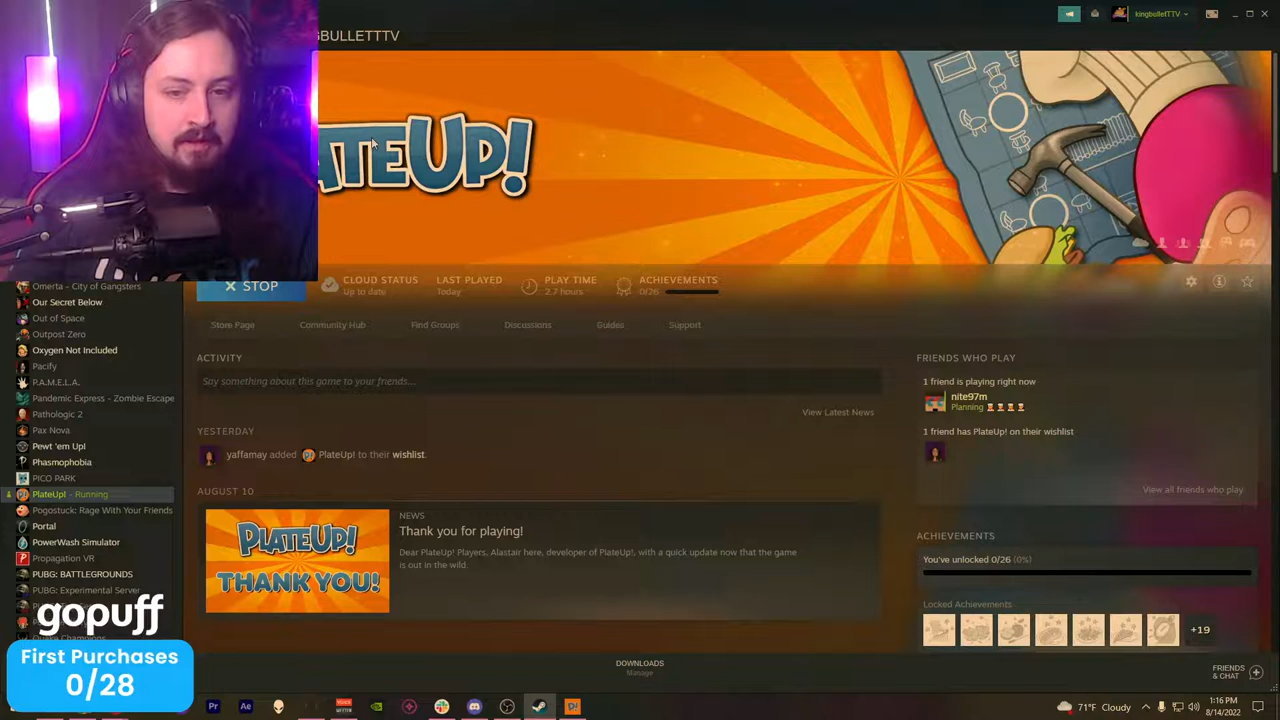 kingbulletTTV
GBULLETTTV
ATEUP!
STOP
CLOUD STATUS
Up to date
LAST PLAYED
Today
PLAY TIME
2.7 hours
ACHIEVEMENTS
0/26
Store Page
Community Hub
Find Groups
Discussions
Guides
Support
Omerta - City of Gangsters
Our Secret Below
Out of Space
Outpost Zero
Oxygen Not Included
Pacify
P.A.M.E.L.A.
Pandemic Express - Zombie Escape
Pathologic 2
Pax Nova
Pewt 'em Up!
Phasmophobia
PICO PARK
PlateUp! - Running
Pogostuck: Rage With Your Friends
Portal
PowerWash Simulator
Propagation VR
PUBG: BATTLEGROUNDS
PUBG: Experimental Server
Quake Champions
ACTIVITY
Say something about this game to your friends...
View Latest News
YESTERDAY
yaffamay added PlateUp! to their wishlist.
AUGUST 10
PLATEUP!
THANK YOU!
NEWS
Thank you for playing!
Dear PlateUp! Players, Alastair here, developer of PlateUp!, with a quick update now that the game
is out in the wild.
FRIENDS WHO PLAY
1 friend is playing right now
nite97m
Planning
1 friend has PlateUp! on their wishlist
View all friends who play
ACHIEVEMENTS
You've unlocked 0/26 (0%)
Locked Achievements
+19
gopuff
First Purchases
0/28
DOWNLOADS
Manage
FRIENDS
& CHAT
Pr
Ae
71°F Cloudy
1:16 PM
8/14/2022